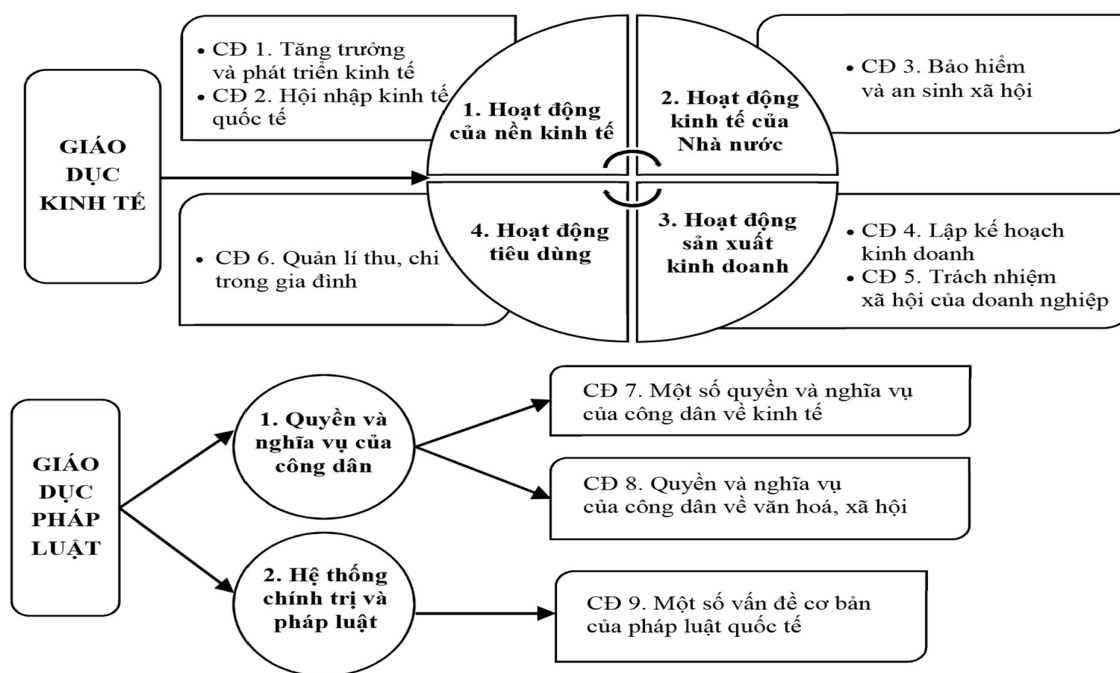 GIÁO
DỤC
KINH TẾ
• CĐ 1. Tăng trưởng
và phát triển kinh tế
• CĐ 2. Hội nhập kinh tế
quốc tế
1. Hoạt động
của nền kinh tế
2. Hoạt động
kinh tế của
Nhà nước
• CĐ 3. Bảo hiểm
và an sinh xã hội
• CĐ 6. Quản lí thu, chi
trong gia đình
4. Hoạt động
tiêu dùng
3. Hoạt động
sản xuất
kinh doanh
• CĐ 4. Lập kế hoạch
kinh doanh
• CĐ 5. Trách nhiệm
xã hội của doanh nghiệp
GIÁO
DỤC
PHÁP
LUẬT
1. Quyền và
nghĩa vụ của
công dân
CĐ 7. Một số quyền và nghĩa vụ
của công dân về kinh tế
CĐ 8. Quyền và nghĩa vụ
của công dân về văn hoá, xã hội
2. Hệ thống
chính trị và
pháp luật
CĐ 9. Một số vấn đề cơ bản
của pháp luật quốc tế